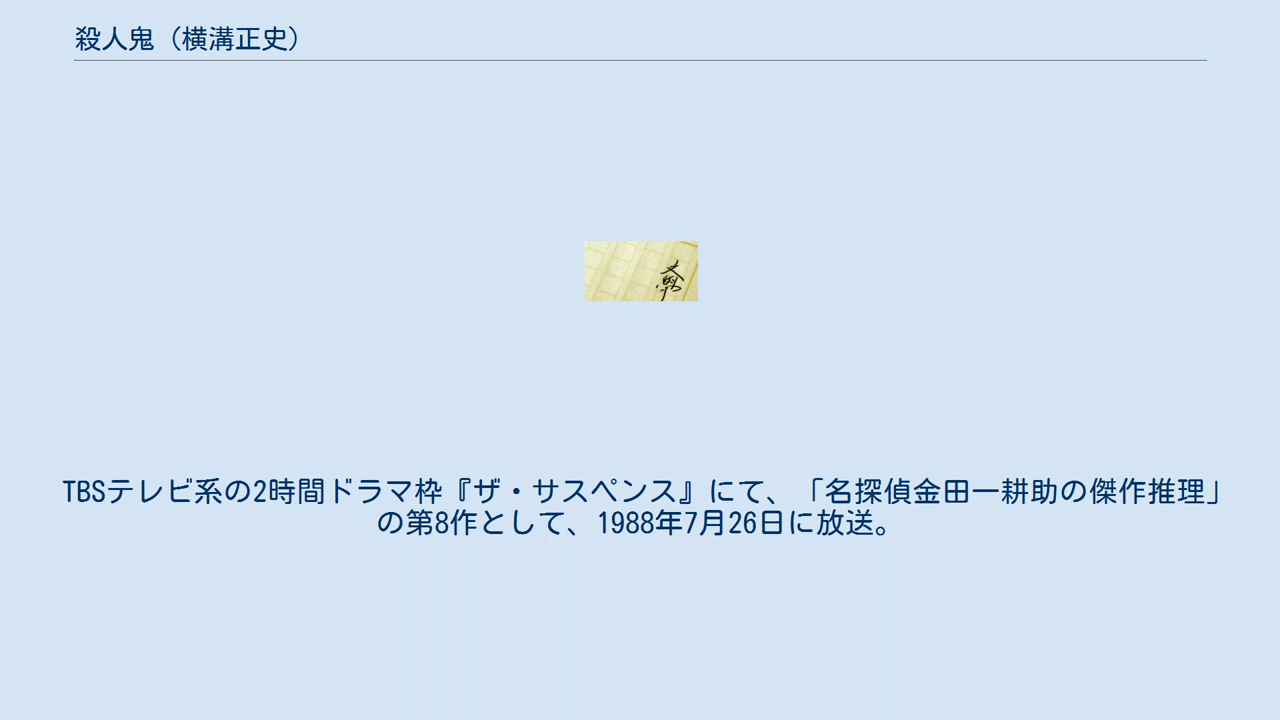 殺人鬼（横溝正史）
TBSテレビ系の2時間ドラマ枠『ザ・サスペンス』にて、「名探偵金田一耕助の傑作推理」
の第8作として、1988年7月26日に放送。